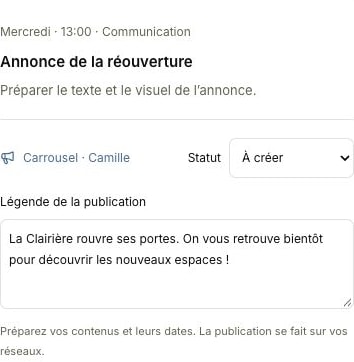 Mercredi · 13:00 · Communication
Annonce de la réouverture
Préparer le texte et le visuel de l’annonce.
Carrousel · Camille
Statut
À créer
Légende de la publication
La Clairière rouvre ses portes. On vous retrouve bientôt
pour découvrir les nouveaux espaces !
Préparez vos contenus et leurs dates. La publication se fait sur vos
réseaux.